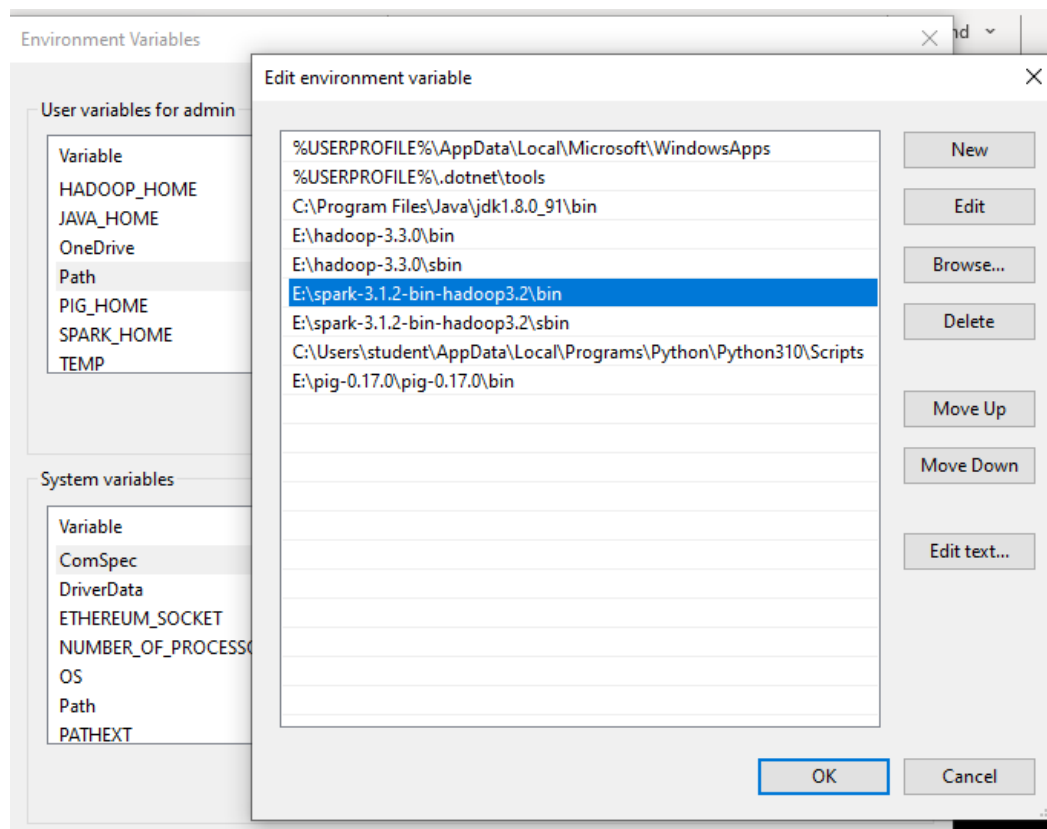 nd
Environment Variables
Edit environment variable
User variables for admin
Variable
HADOOP_HOME
JAVA_HOME
OneDrive
Path
PIG_HOME
SPARK_HOME
TEMP
System variables
Variable
ComSpec
DriverData
ETHEREUM_SOCKET
NUMBER_OF_PROCESSO
OS
Path
PATHEXT
%USERPROFILE%\AppData\Local\Microsoft\WindowsApps
%USERPROFILE%\.dotnet\tools
C:\Program Files\Java\jdk1.8.0_91\bin
E:\hadoop-3.3.0\bin
E:\hadoop-3.3.0\sbin
E:\spark-3.1.2-bin-hadoop3.2\bin
E:\spark-3.1.2-bin-hadoop3.2\sbin
C:\Users\student\AppData\Local\Programs\Python\Python310\Scripts
E:\pig-0.17.0\pig-0.17.0\bin
New
Edit
Browse...
Delete
Move Up
Move Down
Edit text...
OK
Cancel